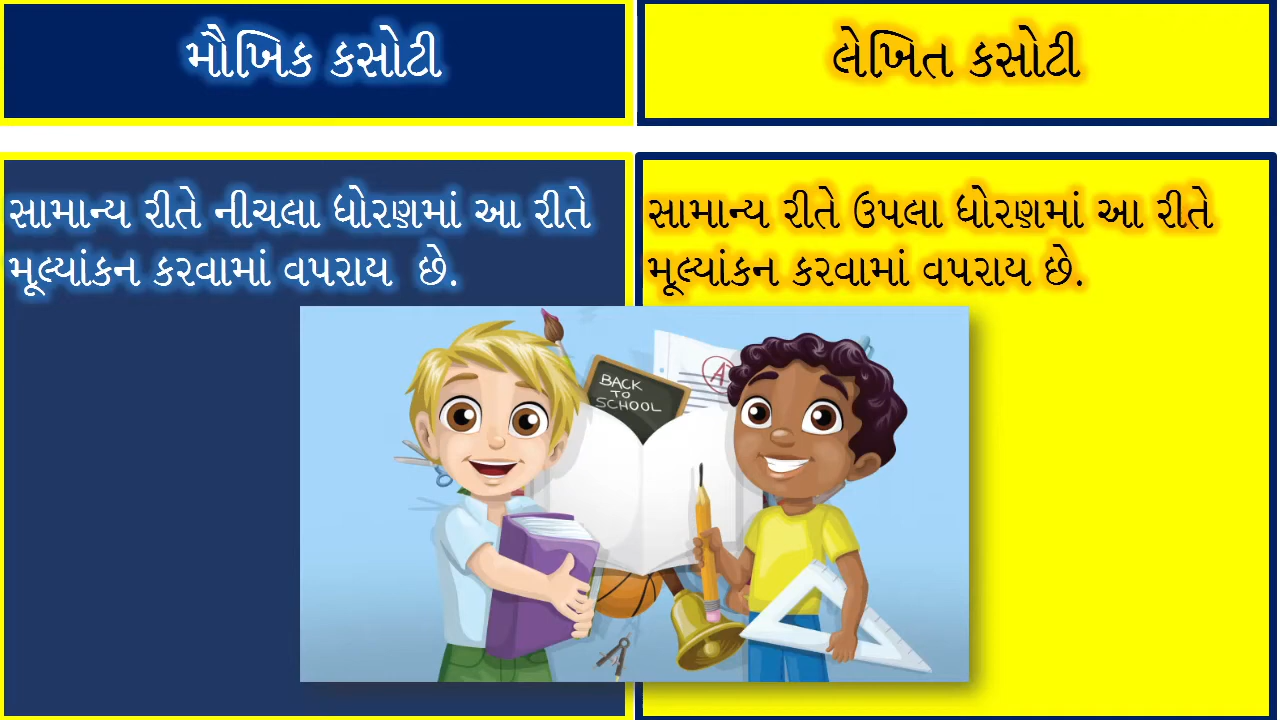 મૌખિક કસોટી
લેખિત કસોટી
સામાન્ય રીતે નીચલા ધોરણમાં આ રીતે
મૂલ્યાંકન કરવામાં વપરાય છે.
સામાન્ય રીતે ઉપલા ધોરણમાં આ રીતે
મૂલ્યાંકન કરવામાં વપરાય છે.
BACK
TO
SCHOOL
A+